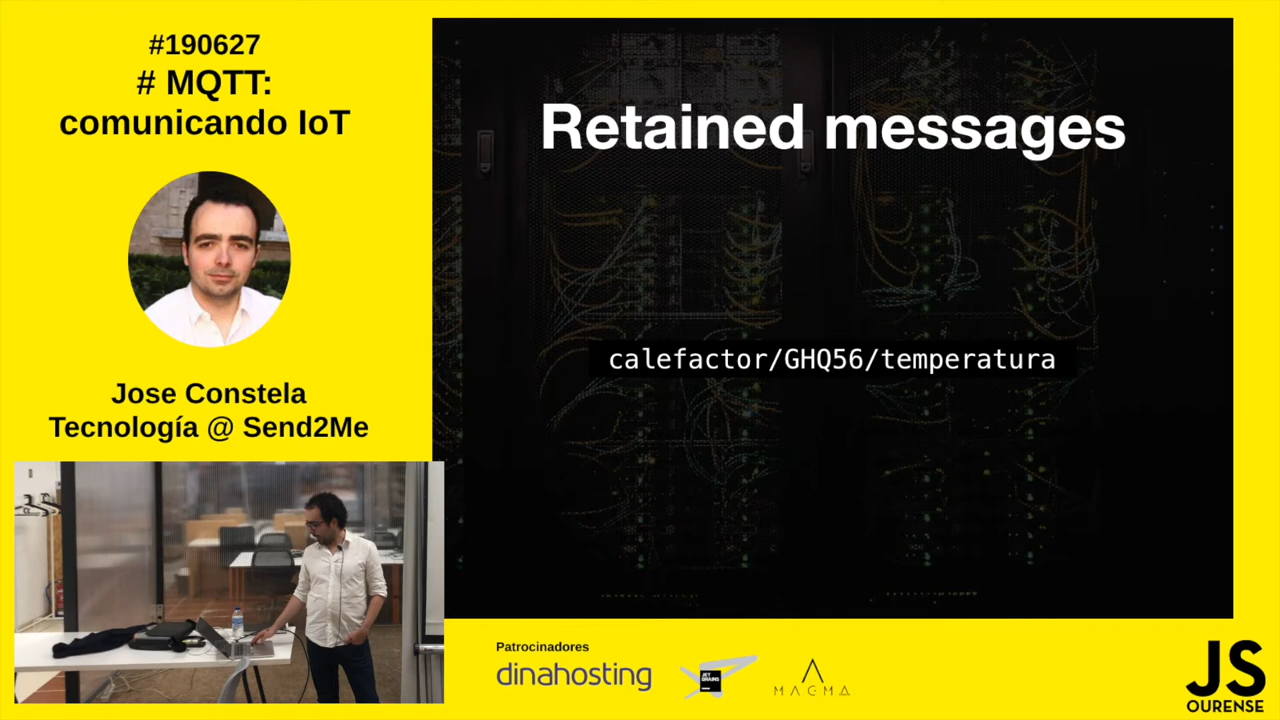 #190627
# MQTT:
comunicando IoT
Jose Constela
Tecnología @ Send2Me
Retained messages
calefactor/GHQ56/temperatura
Patrocinadores
dinahosting
JET
BRAINS
MAGMA
JS
OURENSE